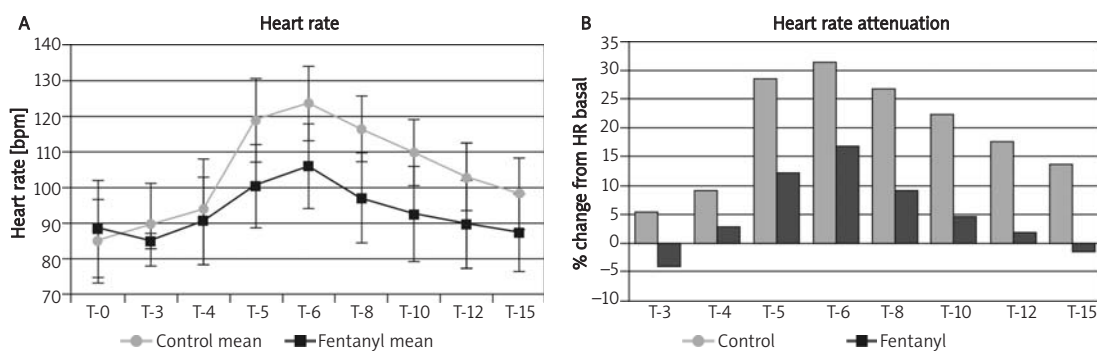 A
Heart rate
Heart rate [bpm]
140
130
120
110
100
90
80
70
T-0 T-3 T-4 T-5 T-6 T-8 T-10 T-12 T-15
Control mean Fentanyl mean
B
Heart rate attenuation
% change from HR basal
35
30
25
20
15
10
5
0
–5
–10
T-3 T-4 T-5 T-6 T-8 T-10 T-12 T-15
Control Fentanyl